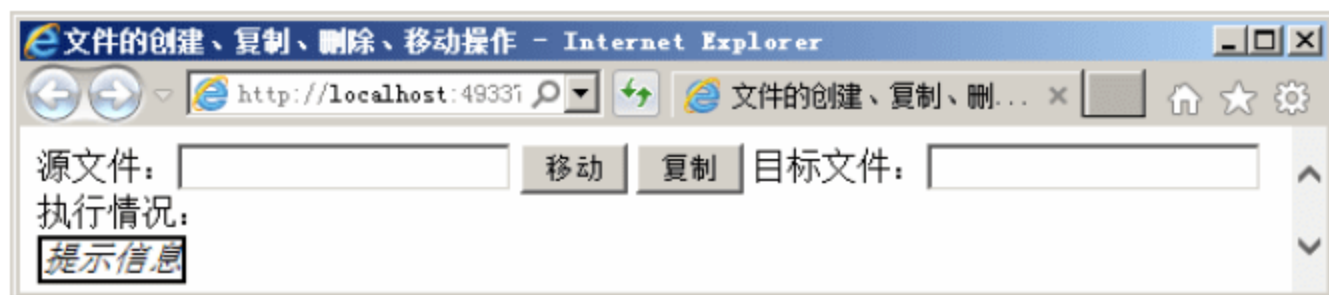 文件的创建、复制、删除、移动操作 - Internet Explorer
http://localhost:49337 文件的创建、复制、删... ×
源文件： 移动 复制 目标文件：
执行情况：
提示信息